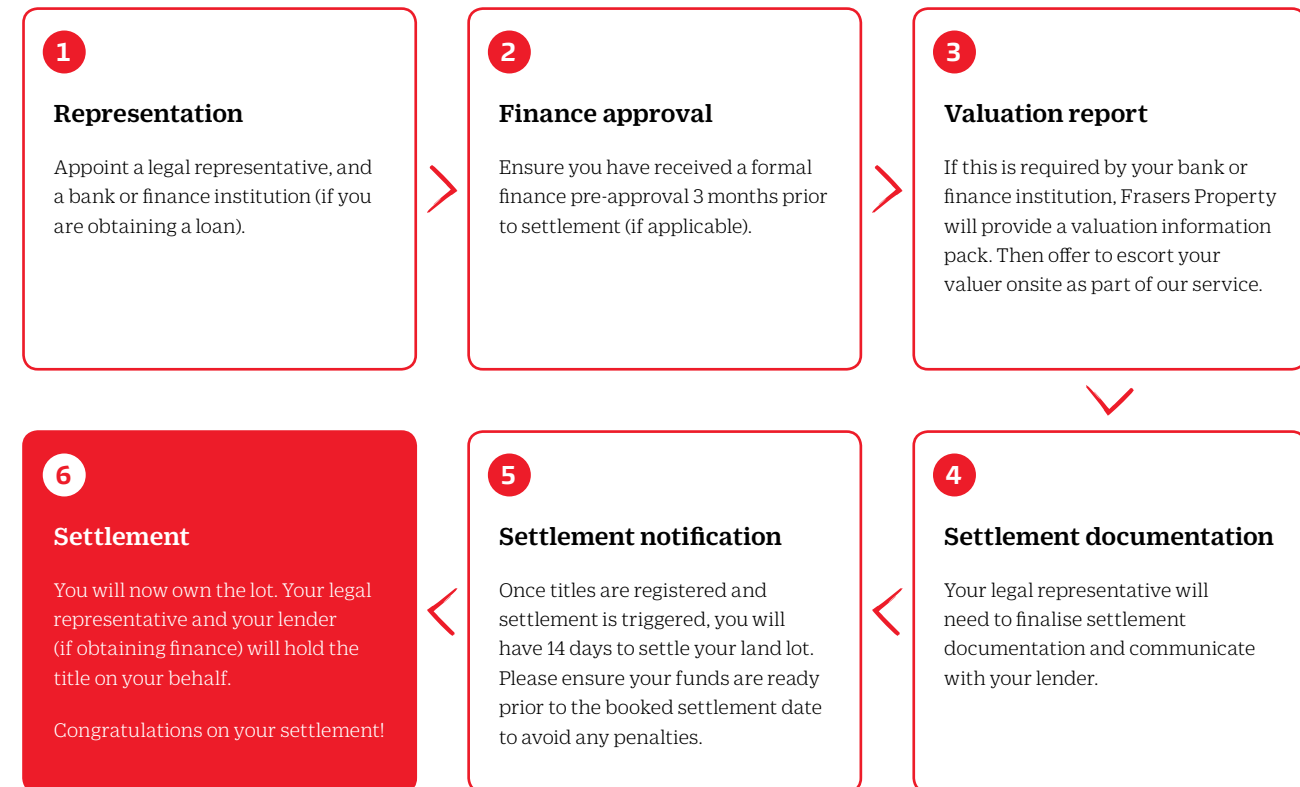 1
Representation
Appoint a legal representative, and
a bank or finance institution (if you
are obtaining a loan).
2
Finance approval
Ensure you have received a formal
finance pre-approval 3 months prior
to settlement (if applicable).
3
Valuation report
If this is required by your bank or
finance institution, Frasers Property
will provide a valuation information
pack. Then offer to escort your
valuer onsite as part of our service.
4
Settlement documentation
Your legal representative will
need to finalise settlement
documentation and communicate
with your lender.
5
Settlement notification
Once titles are registered and
settlement is triggered, you will
have 14 days to settle your land lot.
Please ensure your funds are ready
prior to the booked settlement date
to avoid any penalties.
6
Settlement
You will now own the lot. Your legal
representative and your lender
(if obtaining finance) will hold the
title on your behalf.
Congratulations on your settlement!